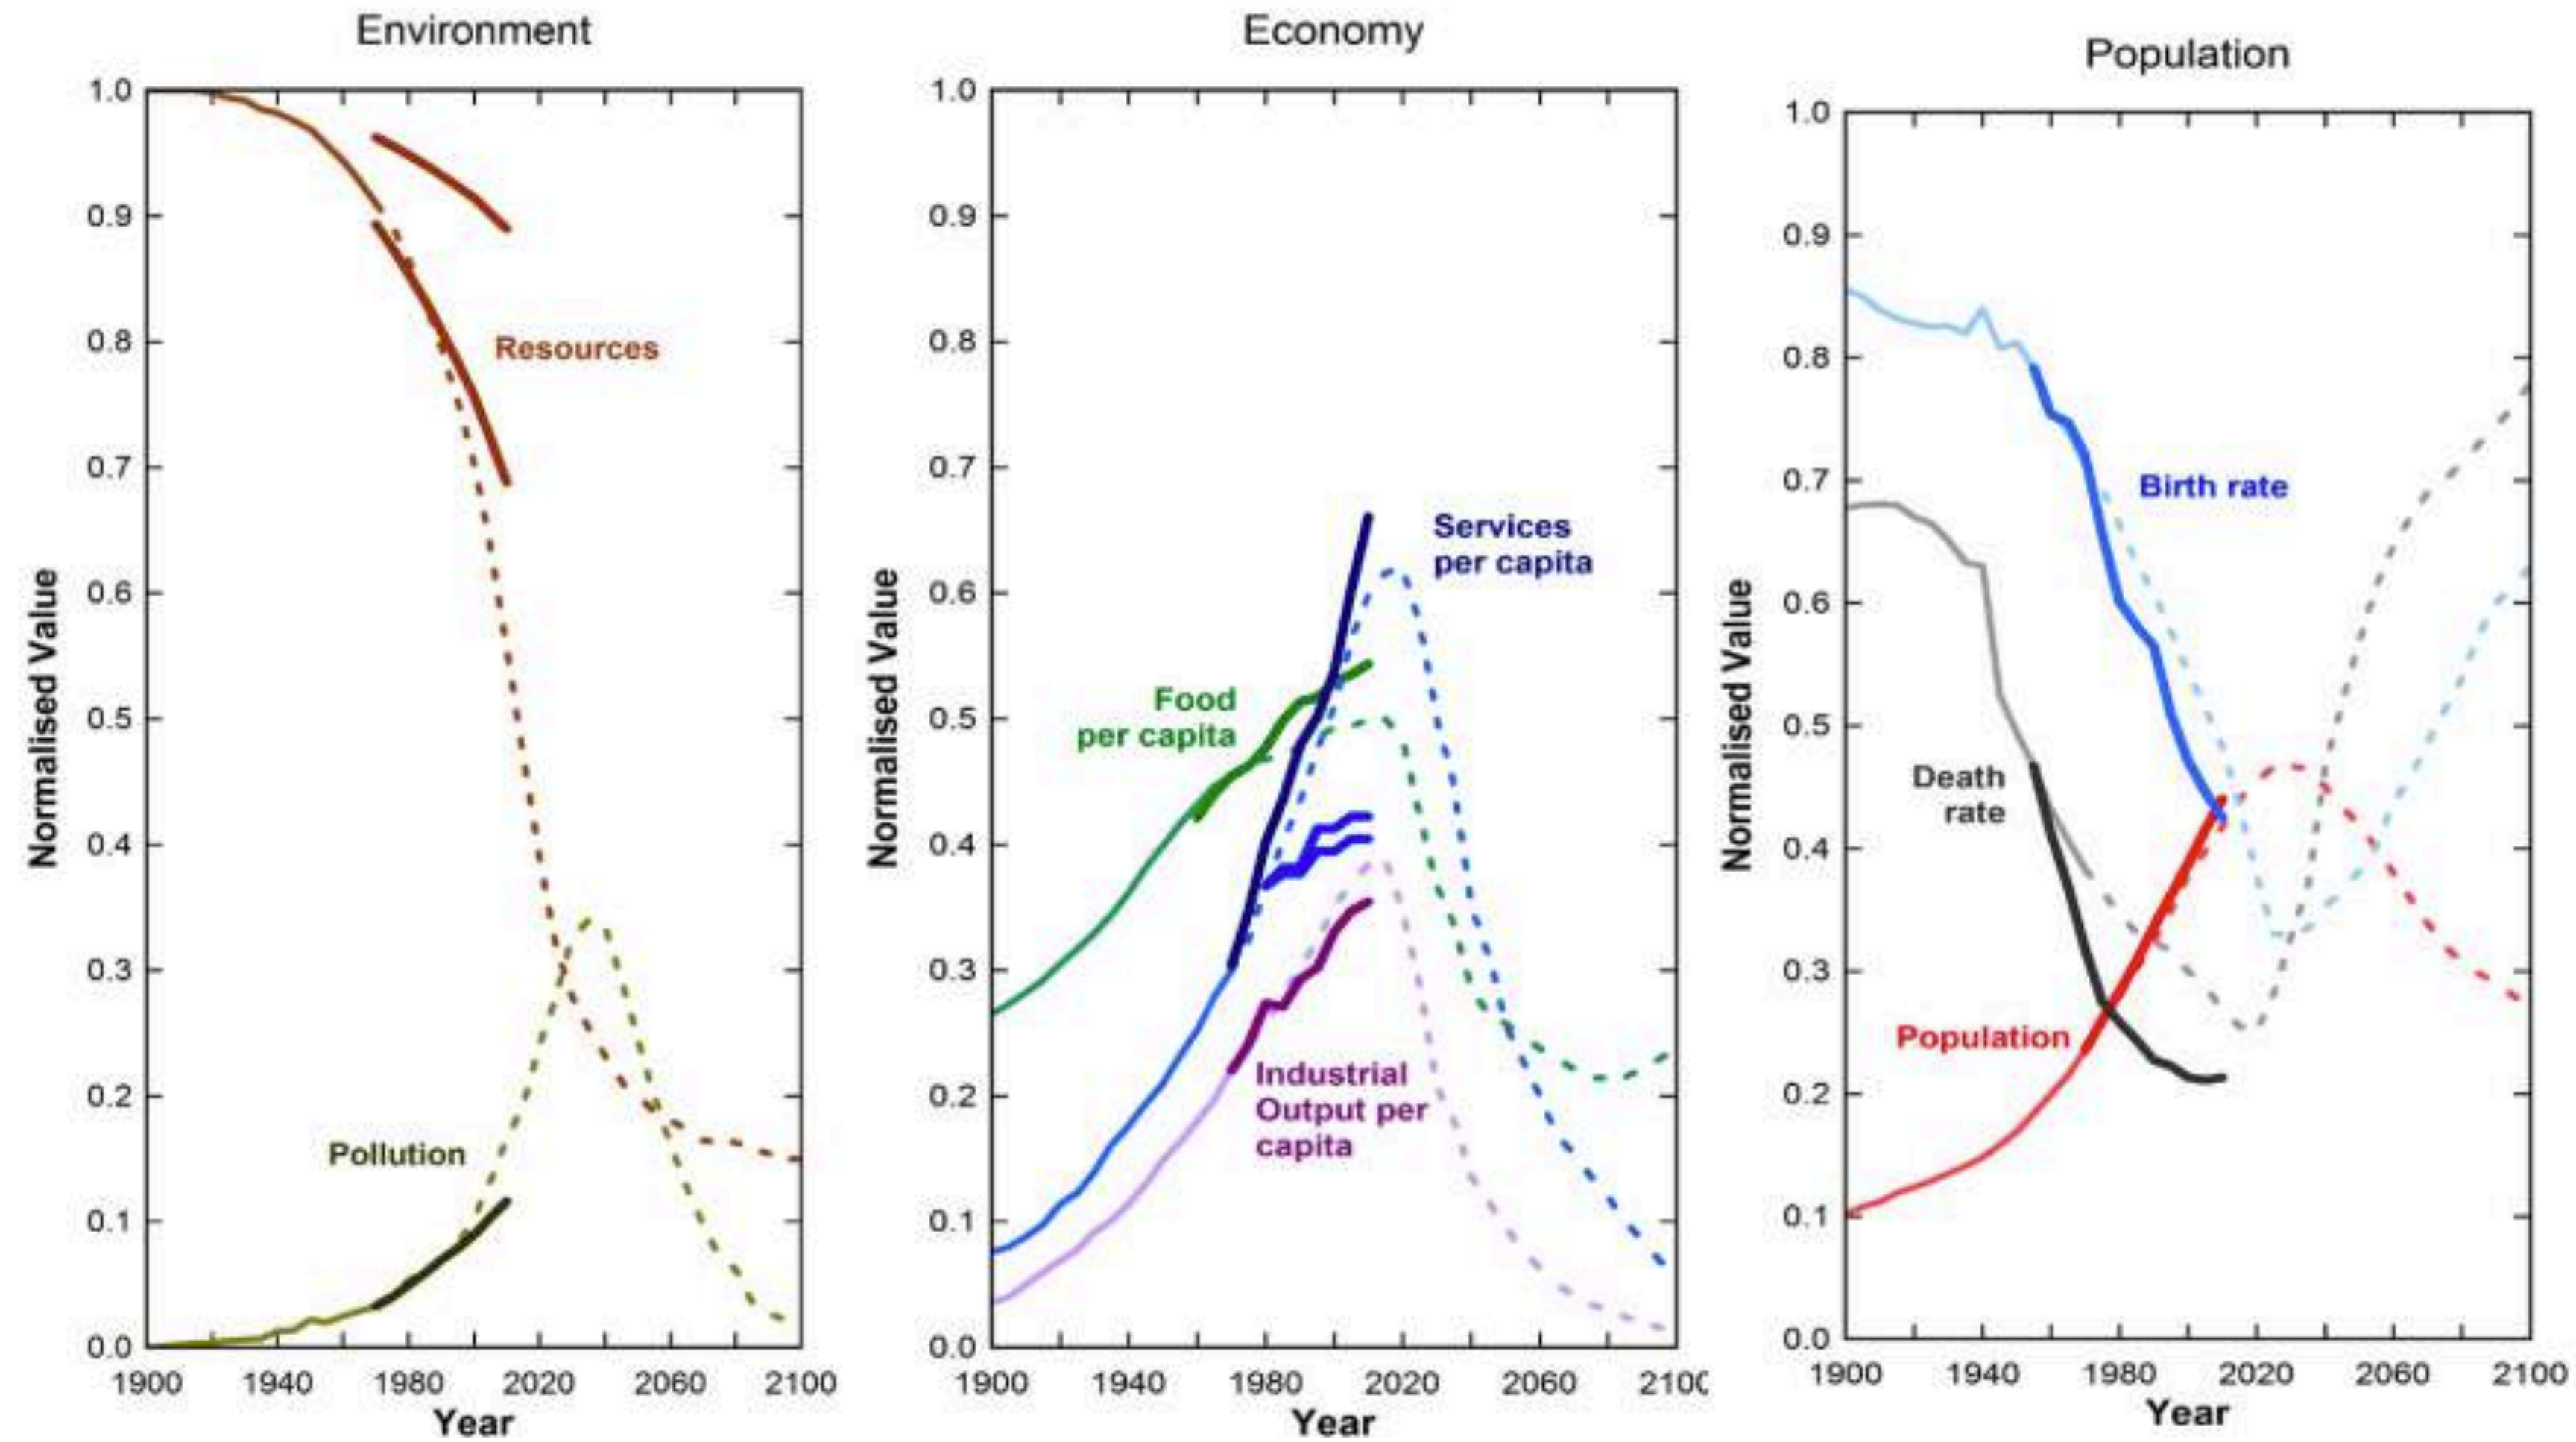 Environment
Normalised Value
1.0
0.9
0.8
0.7
0.6
0.5
0.4
0.3
0.2
0.1
0.0
Resources
Pollution
1900 1940 1980 2020 2060 2100
Year
Economy
Normalised Value
1.0
0.9
0.8
0.7
0.6
0.5
0.4
0.3
0.2
0.1
0.0
Services
per capita
Food
per capita
Industrial
Output per
capita
1900 1940 1980 2020 2060 2100
Year
Population
Normalised Value
1.0
0.9
0.8
0.7
0.6
0.5
0.4
0.3
0.2
0.1
0.0
Birth rate
Death
rate
Population
1900 1940 1980 2020 2060 2100
Year